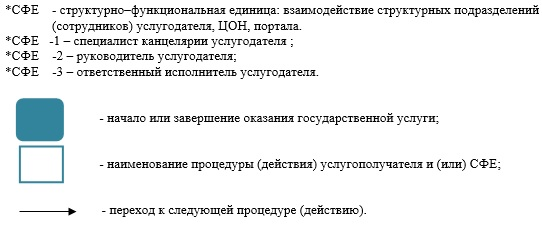 *СФЕ - структурно–функциональная единица: взаимодействие структурных подразделений
(сотрудников) услугодателя, ЦОН, портала.
*СФЕ -1 – специалист канцелярии услугодателя ;
*СФЕ -2 – руководитель услугодателя;
*СФЕ -3 – ответственный исполнитель услугодателя.
- начало или завершение оказания государственной услуги;
- наименование процедуры (действия) услугополучателя и (или) СФЕ;
- переход к следующей процедуре (действию).